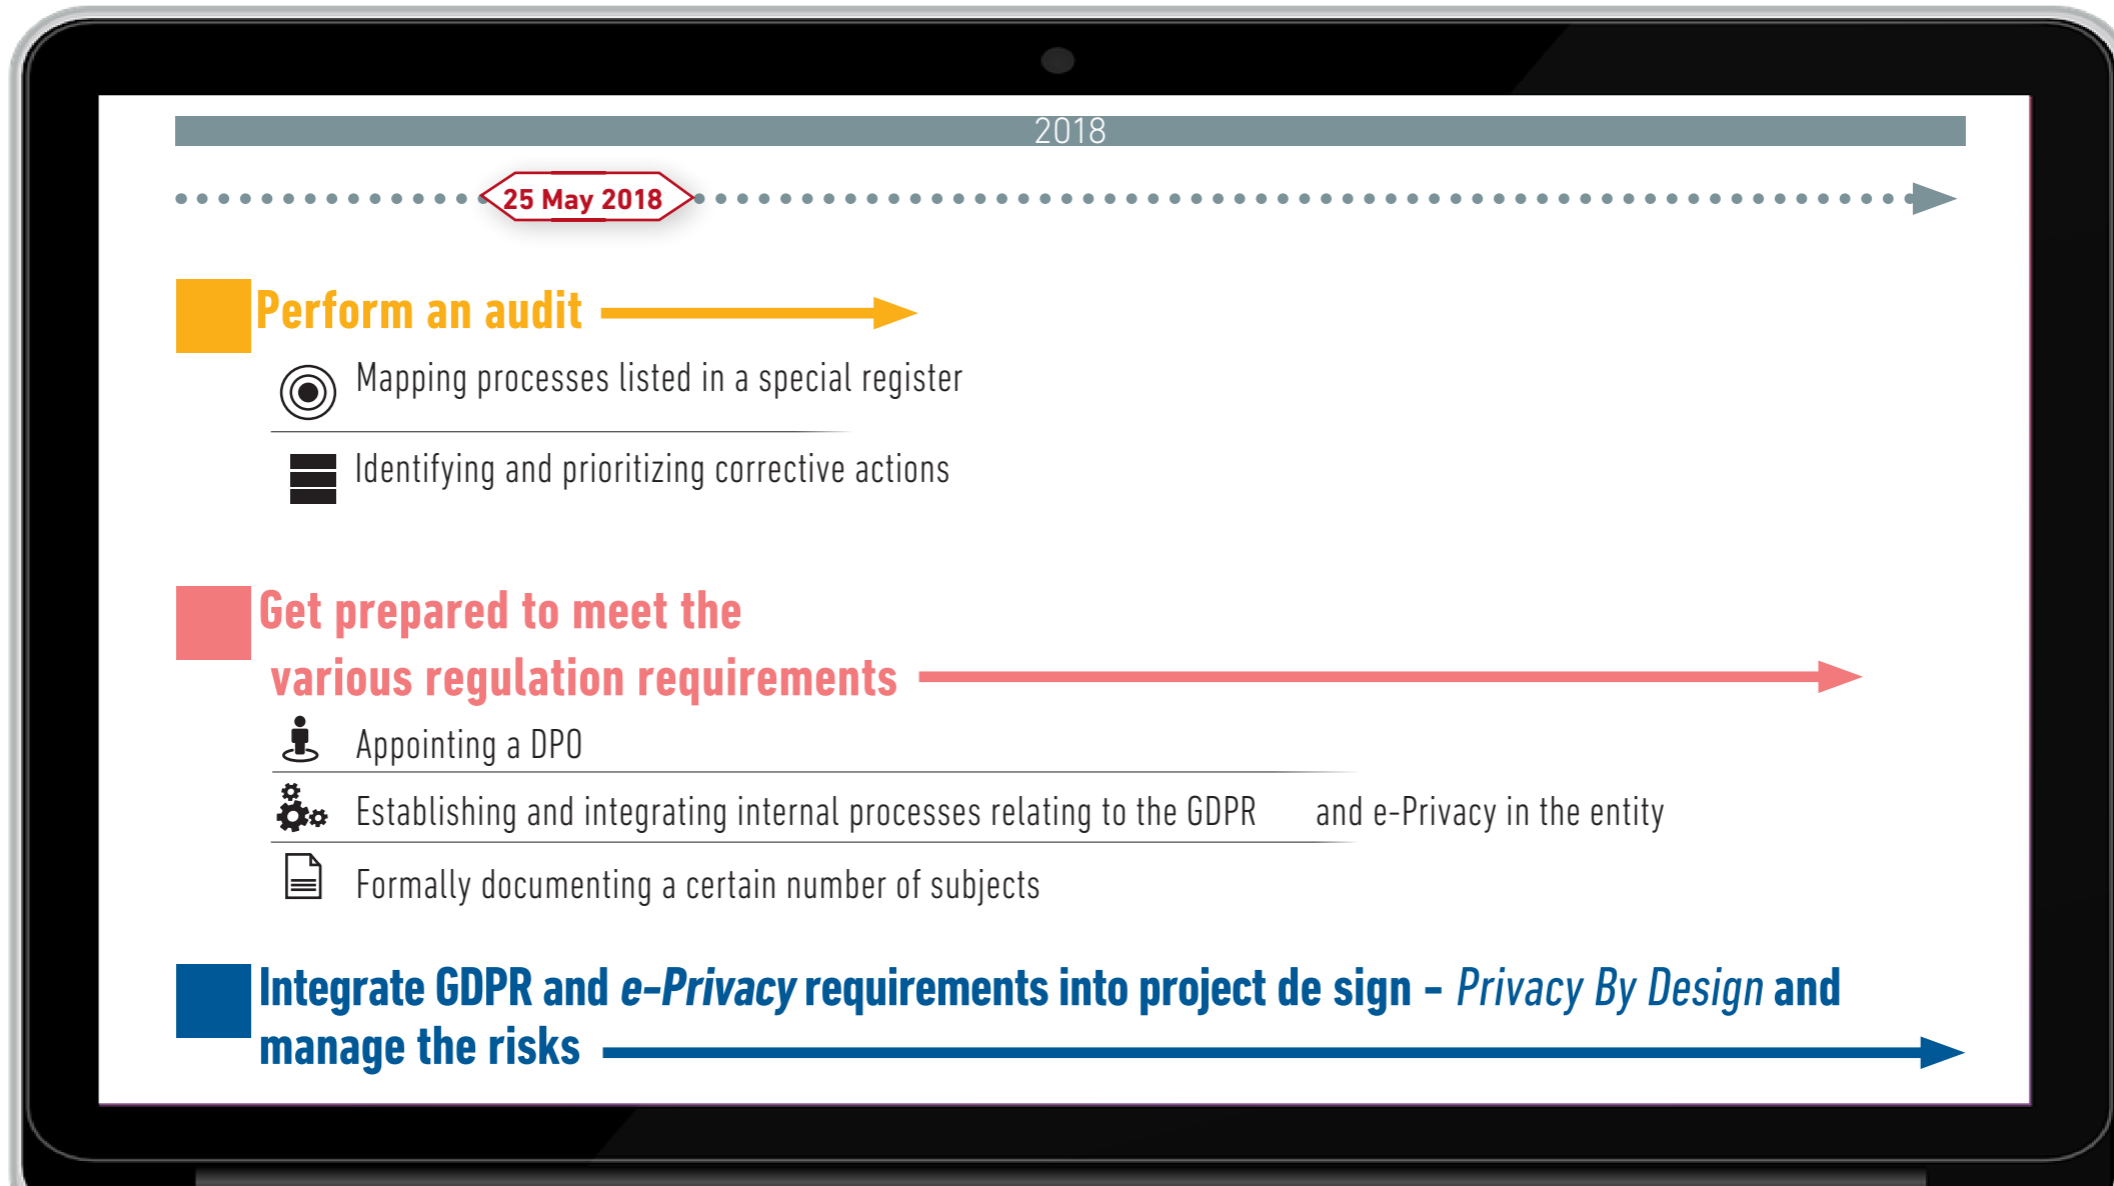 2018
25 May 2018
Perform an audit
Mapping processes listed in a special register
Identifying and prioritizing corrective actions
Get prepared to meet the
various regulation requirements
Appointing a DPO
Establishing and integrating internal processes relating to the GDPR and e-Privacy in the entity
Formally documenting a certain number of subjects
Integrate GDPR and e-Privacy requirements into project de sign – Privacy By Design and
manage the risks